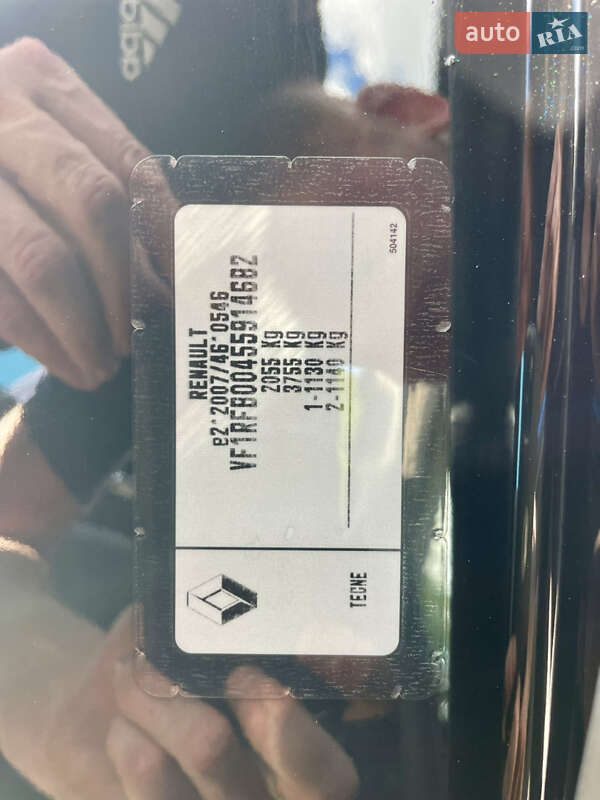 auto RIA
adidas
RENAULT
e2*2007/46*0546
VF1RFB00455914682
2055 Kg
3755 Kg
1-1130 Kg
2-1140 Kg
504142
TEGNE